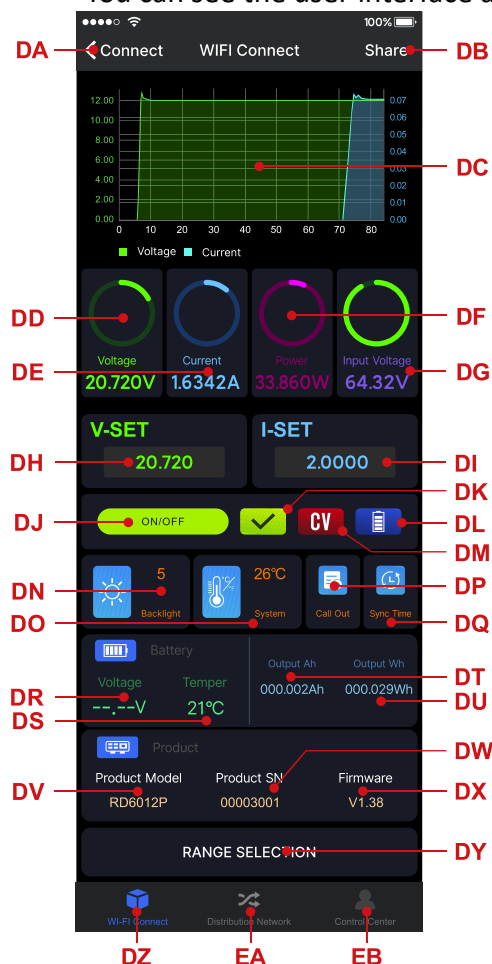 100%
DA Connect WIFI Connect Share DB
12.00 0.07
10.00 0.06
0.05
8.00
6.00 0.04
0.03 DC
4.00 0.02
2.00 0.01
0.00 0.00
0 10 20 30 40 50 60 70 80
Voltage Current
DD DF
Voltage Current Power Input Voltage
DE 20.720V 1.6342A 33.860W 64.32V DG
V-SET I-SET
DH 20.720 2.0000 DI
DK
DJ ON/OFF CV DL
DM
DN 5 26°C °C/°F DP
Backlight System Call Out Sync Time
DO DQ
Battery
Output Ah Output Wh
Voltage Temper 000.002Ah 000.029Wh DT
DR --.--V 21°C DU
DS
Product DW
Product Model Product SN Firmware
DV RD6012P 00003001 V1.38 DX
RANGE SELECTION DY
WI-FI Connect Distribution Network Control Center
DZ EA EB